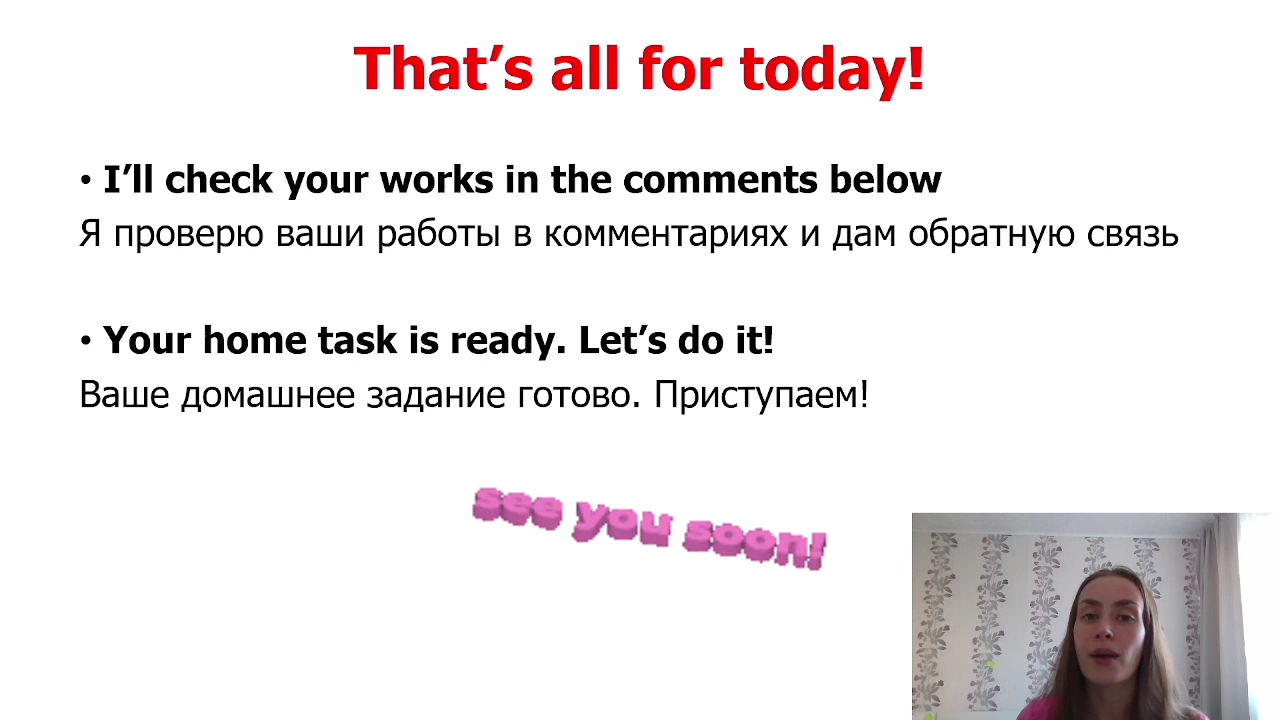 That’s all for today!
• I’ll check your works in the comments below
Я проверю ваши работы в комментариях и дам обратную связь
• Your home task is ready. Let’s do it!
Ваше домашнее задание готово. Приступаем!
see you soon!